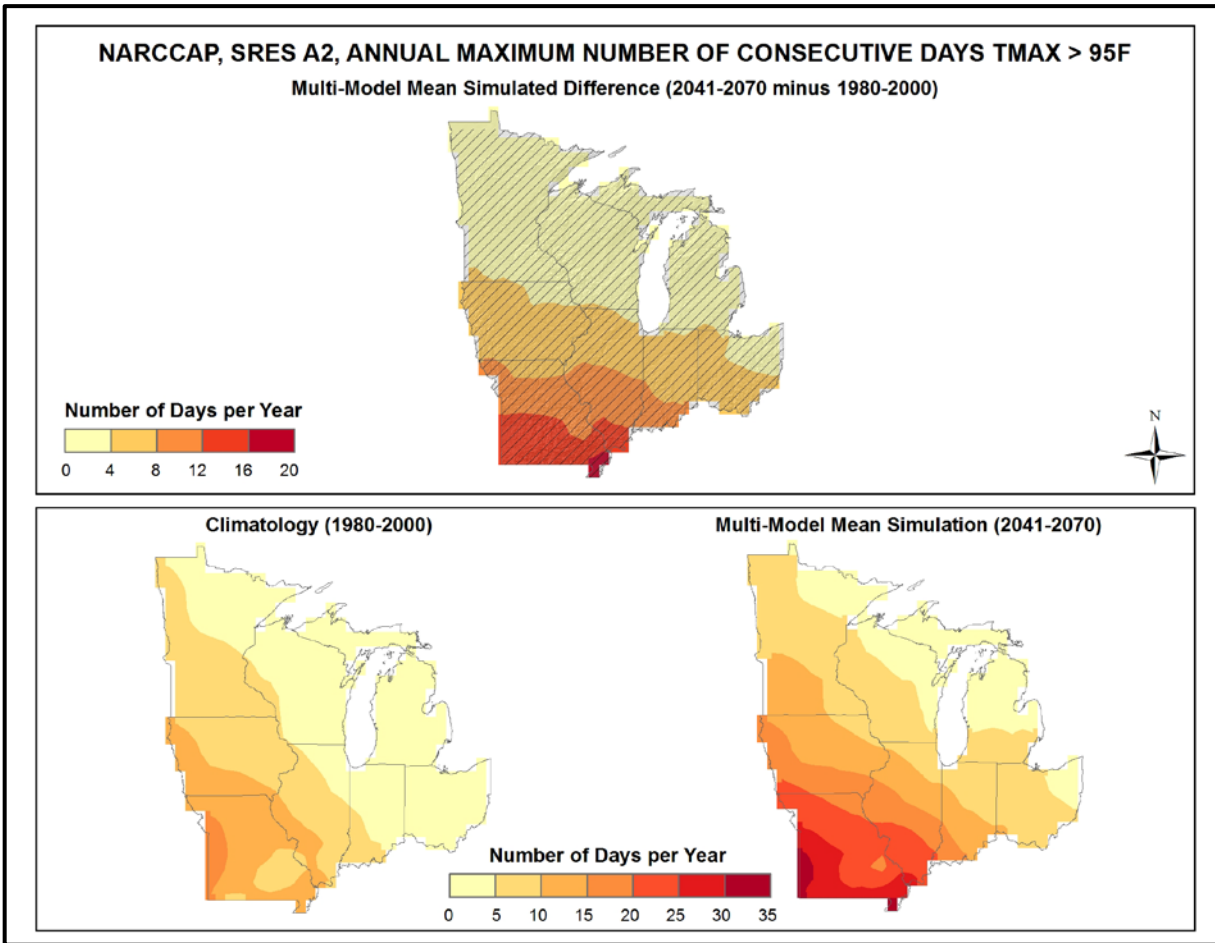 NARCCAP, SRES A2, ANNUAL MAXIMUM NUMBER OF CONSECUTIVE DAYS TMAX > 95F
Multi-Model Mean Simulated Difference (2041-2070 minus 1980-2000)
Number of Days per Year
0 4 8 12 16 20
N
Climatology (1980-2000)
Multi-Model Mean Simulation (2041-2070)
Number of Days per Year
0 5 10 15 20 25 30 35